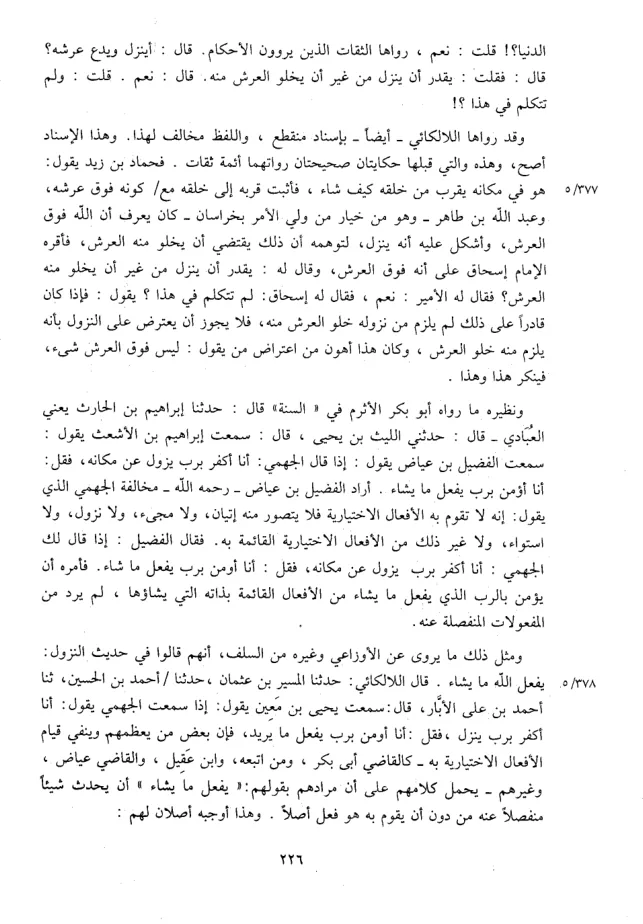 الدنيا؟! قلت : نعم ، رواها الثقات الذين يروون الأحكام. قال : أينزل ويدع عرشه؟
قال : فقلت : يقدر أن ينزل من غير أن يخلو العرش منه. قال : نعم . قلت : ولم
تتكلم في هذا ؟!
وقد رواها اللالكائي ـ أيضاً ـ بإسناد منقطع ، واللفظ مخالف لهذا. وهذا الإسناد
أصح، وهذه والتي قبلها حكايتان صحيحتان رواتهما أئمة ثقات . فحماد بن زيد يقول:
هو في مكانه يقرب من خلقه كيف شاء ، فأثبت قربه إلى خلقه مع/ كونه فوق عرشه، ٥/٣٧٧
وعبد الله بن طاهر ـ وهو من خيار من ولي الأمر بخراسان ـ كان يعرف أن الله فوق
العرش، وأشكل عليه أنه ينزل، لتوهمه أن ذلك يقتضي أن يخلو منه العرش، فأقره
الإمام إسحاق على أنه فوق العرش، وقال له : يقدر أن ينزل من غير أن يخلو منه
العرش؟ فقال له الأمير : نعم ، فقال له إسحاق: لم تتكلم في هذا ؟ يقول : فإذا كان
قادراً على ذلك لم يلزم من نزوله خلو العرش منه، فلا يجوز أن يعترض على النزول بأنه
يلزم منه خلو العرش ، وكان هذا أهون من اعتراض من يقول : ليس فوق العرش شىء،
فينكر هذا وهذا .
ونظيره ما رواه أبو بكر الأثرم في « السنة» قال : حدثنا إبراهيم بن الحارث يعني
العُبَادي ـ قال : حدثني الليث بن يحيى ، قال : سمعت إبراهيم بن الأشعث يقول :
سمعت الفضيل بن عياض يقول : إذا قال الجهمي: أنا أكفر برب يزول عن مكانه، فقل:
أنا أؤمن برب يفعل ما يشاء . أراد الفضيل بن عياض ـ رحمه الله ـ مخالفة الجهمي الذي
يقول: إنه لا تقوم به الأفعال الاختيارية فلا يتصور منه إتيان، ولا مجىء، ولا نزول، ولا
استواء، ولا غير ذلك من الأفعال الاختيارية القائمة به. فقال الفضيل : إذا قال لك
الجهمي : أنا أكفر برب يزول عن مكانه، فقل : أنا أومن برب يفعل ما شاء. فأمره أن
يؤمن بالرب الذي يفعل ما يشاء من الأفعال القائمة بذاته التي يشاؤها ، لم يرد من
المفعولات المنفصلة عنه.
ومثل ذلك ما يروى عن الأوزاعي وغيره من السلف، أنهم قالوا في حديث النزول:
يفعل الله ما يشاء . قال اللالكائي: حدثنا المسير بن عثمان ،حدثنا /أحمد بن الحسين، ثنا ٥/٣٧٨
أحمد بن على الأبَّار، قال: سمعت يحيى بن مَعِين يقول: إذا سمعت الجهمي يقول: أنا
أكفر برب ينزل ،فقل :أنا أومن برب يفعل ما يريد، فإن بعض من يعظمهم وينفي قيام
الأفعال الاختيارية به ـ كالقاضي أبى بكر ، ومن اتبعه، وابن عَقِيل ، والقاضي عياض ،
وغيرهم ـ يحمل كلامهم على أن مرادهم بقولهم:« يفعل ما يشاء » أن يحدث شيئاً
منفصلاً عنه من دون أن يقوم به هو فعل أصلاً . وهذا أوجبه أصلان لهم :
٢٢٦